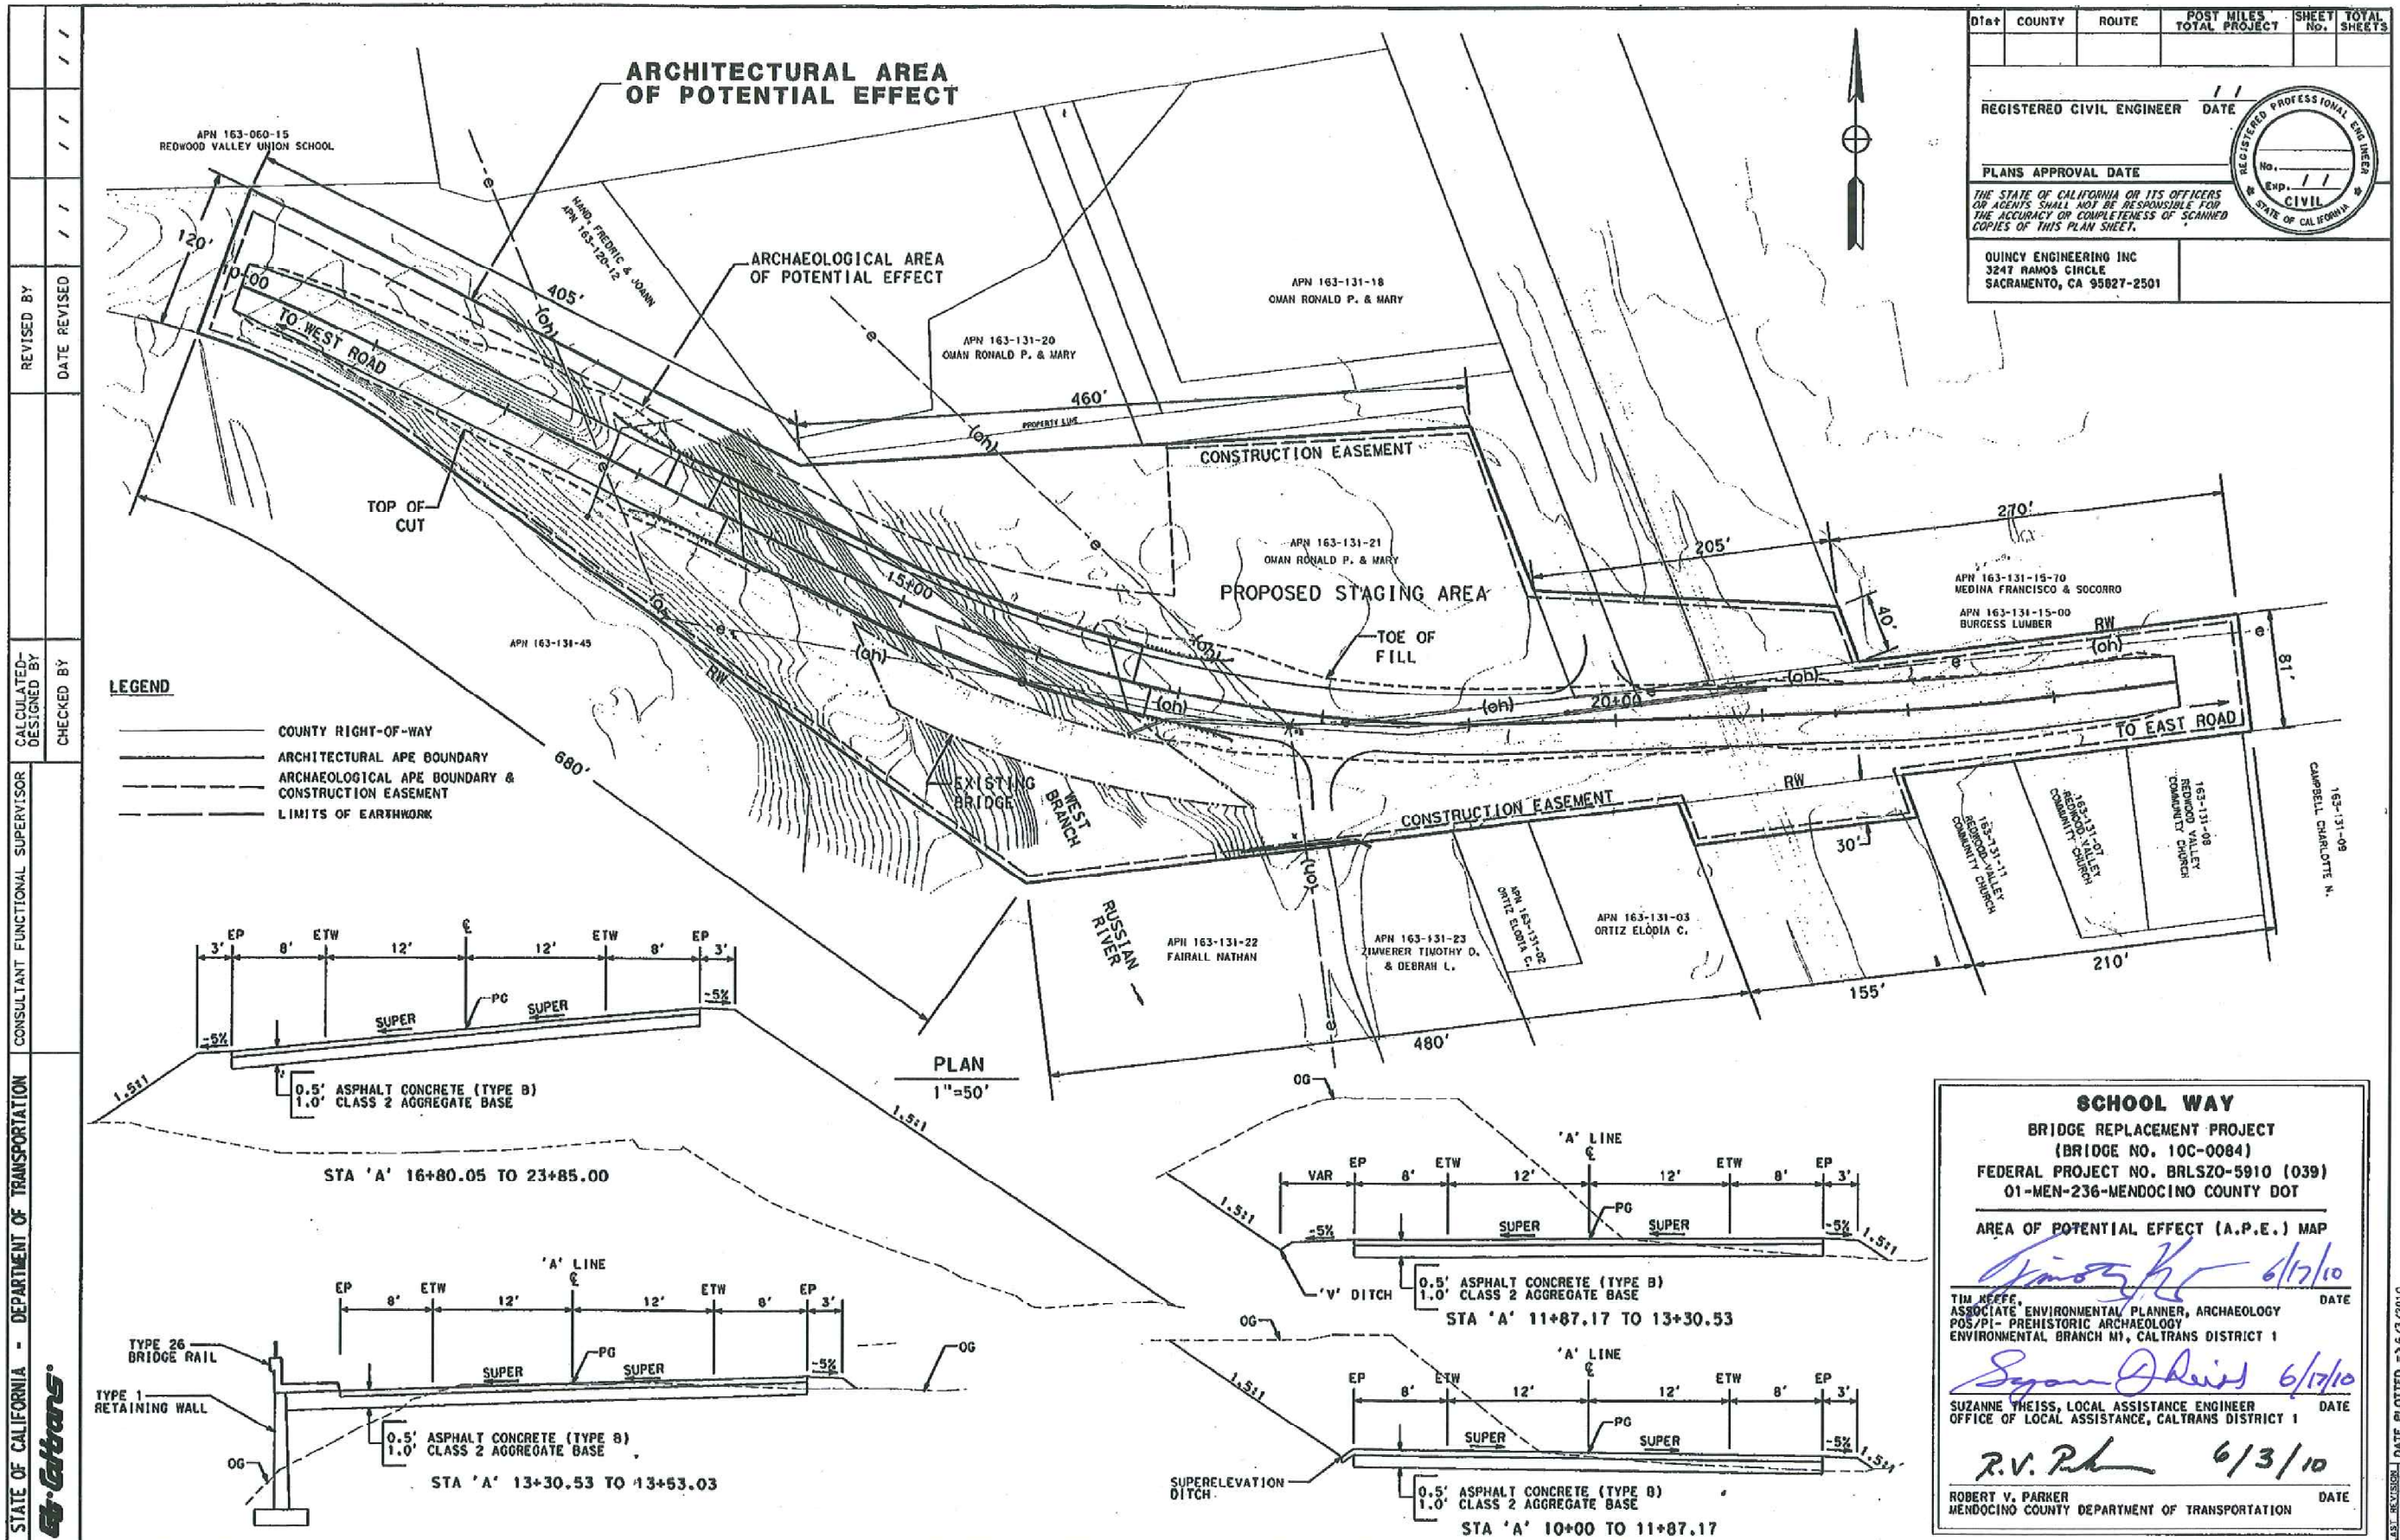 Dist COUNTY ROUTE POST MILES TOTAL PROJECT SHEET No. TOTAL SHEETS
REGISTERED CIVIL ENGINEER DATE
PLANS APPROVAL DATE
THE STATE OF CALIFORNIA OR ITS OFFICERS
OR AGENTS SHALL NOT BE RESPONSIBLE FOR
THE ACCURACY OR COMPLETENESS OF SCANNED
COPIES OF THIS PLAN SHEET.
REGISTERED PROFESSIONAL ENGINEER
No.
Exp.
CIVIL
STATE OF CALIFORNIA
QUINCY ENGINEERING INC
3247 RAMOS CIRCLE
SACRAMENTO, CA 95827-2501
REVISED BY
DATE REVISED
CALCULATED-
DESIGNED BY
CHECKED BY
CONSULTANT FUNCTIONAL SUPERVISOR
STATE OF CALIFORNIA - DEPARTMENT OF TRANSPORTATION
Caltrans
ARCHITECTURAL AREA
OF POTENTIAL EFFECT
APN 163-060-15
REDWOOD VALLEY UNION SCHOOL
HAND, FREDRIC & JOANN
APN 163-120-12
ARCHAEOLOGICAL AREA
OF POTENTIAL EFFECT
APN 163-131-18
OMAN RONALD P. & MARY
APN 163-131-20
OMAN RONALD P. & MARY
120'
405'
10+00
TO WEST ROAD
460'
PROPERTY LINE
CONSTRUCTION EASEMENT
TOP OF
CUT
APN 163-131-21
OMAN RONALD P. & MARY
PROPOSED STAGING AREA
TOE OF
FILL
205'
270'
APN 163-131-15-70
MEDINA FRANCISCO & SOCORRO
APN 163-131-15-00
BURGESS LUMBER
40'
RW
(oh)
e
81'
15+00
20+00
TO EAST ROAD
APN 163-131-45
RW
680'
EXISTING
BRIDGE
WEST
BRANCH
RUSSIAN
RIVER
CONSTRUCTION EASEMENT
RW
30'
163-131-11
REDWOOD VALLEY
COMMUNITY CHURCH
163-131-07
REDWOOD VALLEY
COMMUNITY CHURCH
163-131-08
REDWOOD VALLEY
COMMUNITY CHURCH
163-131-09
CAMPBELL CHARLOTTE N.
APN 163-131-22
FAIRALL NATHAN
APN 163-131-23
ZIMMERER TIMOTHY D.
& DEBRAH L.
APN 163-131-02
ORTIZ ELODIA C.
APN 163-131-03
ORTIZ ELODIA C.
480'
155'
210'
LEGEND
COUNTY RIGHT-OF-WAY
ARCHITECTURAL APE BOUNDARY
ARCHAEOLOGICAL APE BOUNDARY &
CONSTRUCTION EASEMENT
LIMITS OF EARTHWORK
PLAN
1"=50'
EP ETW ℄ ETW EP
3' 8' 12' 12' 8' 3'
PG
SUPER SUPER
-5% -5%
1.5:1 1.5:1
0.5' ASPHALT CONCRETE (TYPE B)
1.0' CLASS 2 AGGREGATE BASE
STA 'A' 16+80.05 TO 23+85.00
'A' LINE
℄
EP ETW ETW EP
8' 12' 12' 8' 3'
TYPE 26
BRIDGE RAIL
TYPE 1
RETAINING WALL
PG
SUPER SUPER
-5%
OG
OG
0.5' ASPHALT CONCRETE (TYPE B)
1.0' CLASS 2 AGGREGATE BASE
STA 'A' 13+30.53 TO 13+53.03
OG
'A' LINE
℄
EP ETW ETW EP
VAR 8' 12' 12' 8' 3'
PG
SUPER SUPER
-5% -5%
1.5:1 1.5:1
'V' DITCH
0.5' ASPHALT CONCRETE (TYPE B)
1.0' CLASS 2 AGGREGATE BASE
STA 'A' 11+87.17 TO 13+30.53
OG
'A' LINE
℄
EP ETW ETW EP
8' 12' 12' 8' 3'
PG
SUPER SUPER
-5%
1.5:1 1.5:1
SUPERELEVATION
DITCH
0.5' ASPHALT CONCRETE (TYPE B)
1.0' CLASS 2 AGGREGATE BASE
STA 'A' 10+00 TO 11+87.17
SCHOOL WAY
BRIDGE REPLACEMENT PROJECT
(BRIDGE NO. 10C-0084)
FEDERAL PROJECT NO. BRLSZO-5910 (039)
01-MEN-236-MENDOCINO COUNTY DOT
AREA OF POTENTIAL EFFECT (A.P.E.) MAP
6/17/10
TIM KEEFE, DATE
ASSOCIATE ENVIRONMENTAL PLANNER, ARCHAEOLOGY
PQS/PI- PREHISTORIC ARCHAEOLOGY
ENVIRONMENTAL BRANCH M1, CALTRANS DISTRICT 1
6/17/10
SUZANNE THEISS, LOCAL ASSISTANCE ENGINEER DATE
OFFICE OF LOCAL ASSISTANCE, CALTRANS DISTRICT 1
6/3/10
ROBERT V. PARKER DATE
MENDOCINO COUNTY DEPARTMENT OF TRANSPORTATION